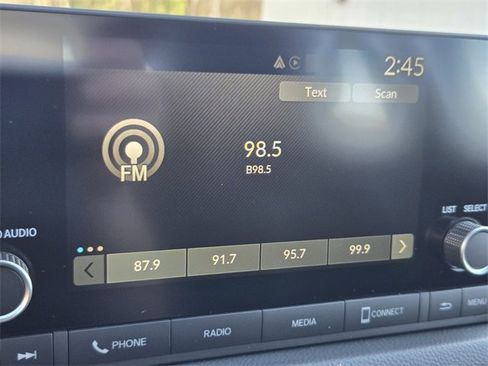 2:45
Text Scan
98.5
B98.5
FM
LIST SELECT
AUDIO
87.9 91.7 95.7 99.9
PHONE RADIO MEDIA CONNECT MENU